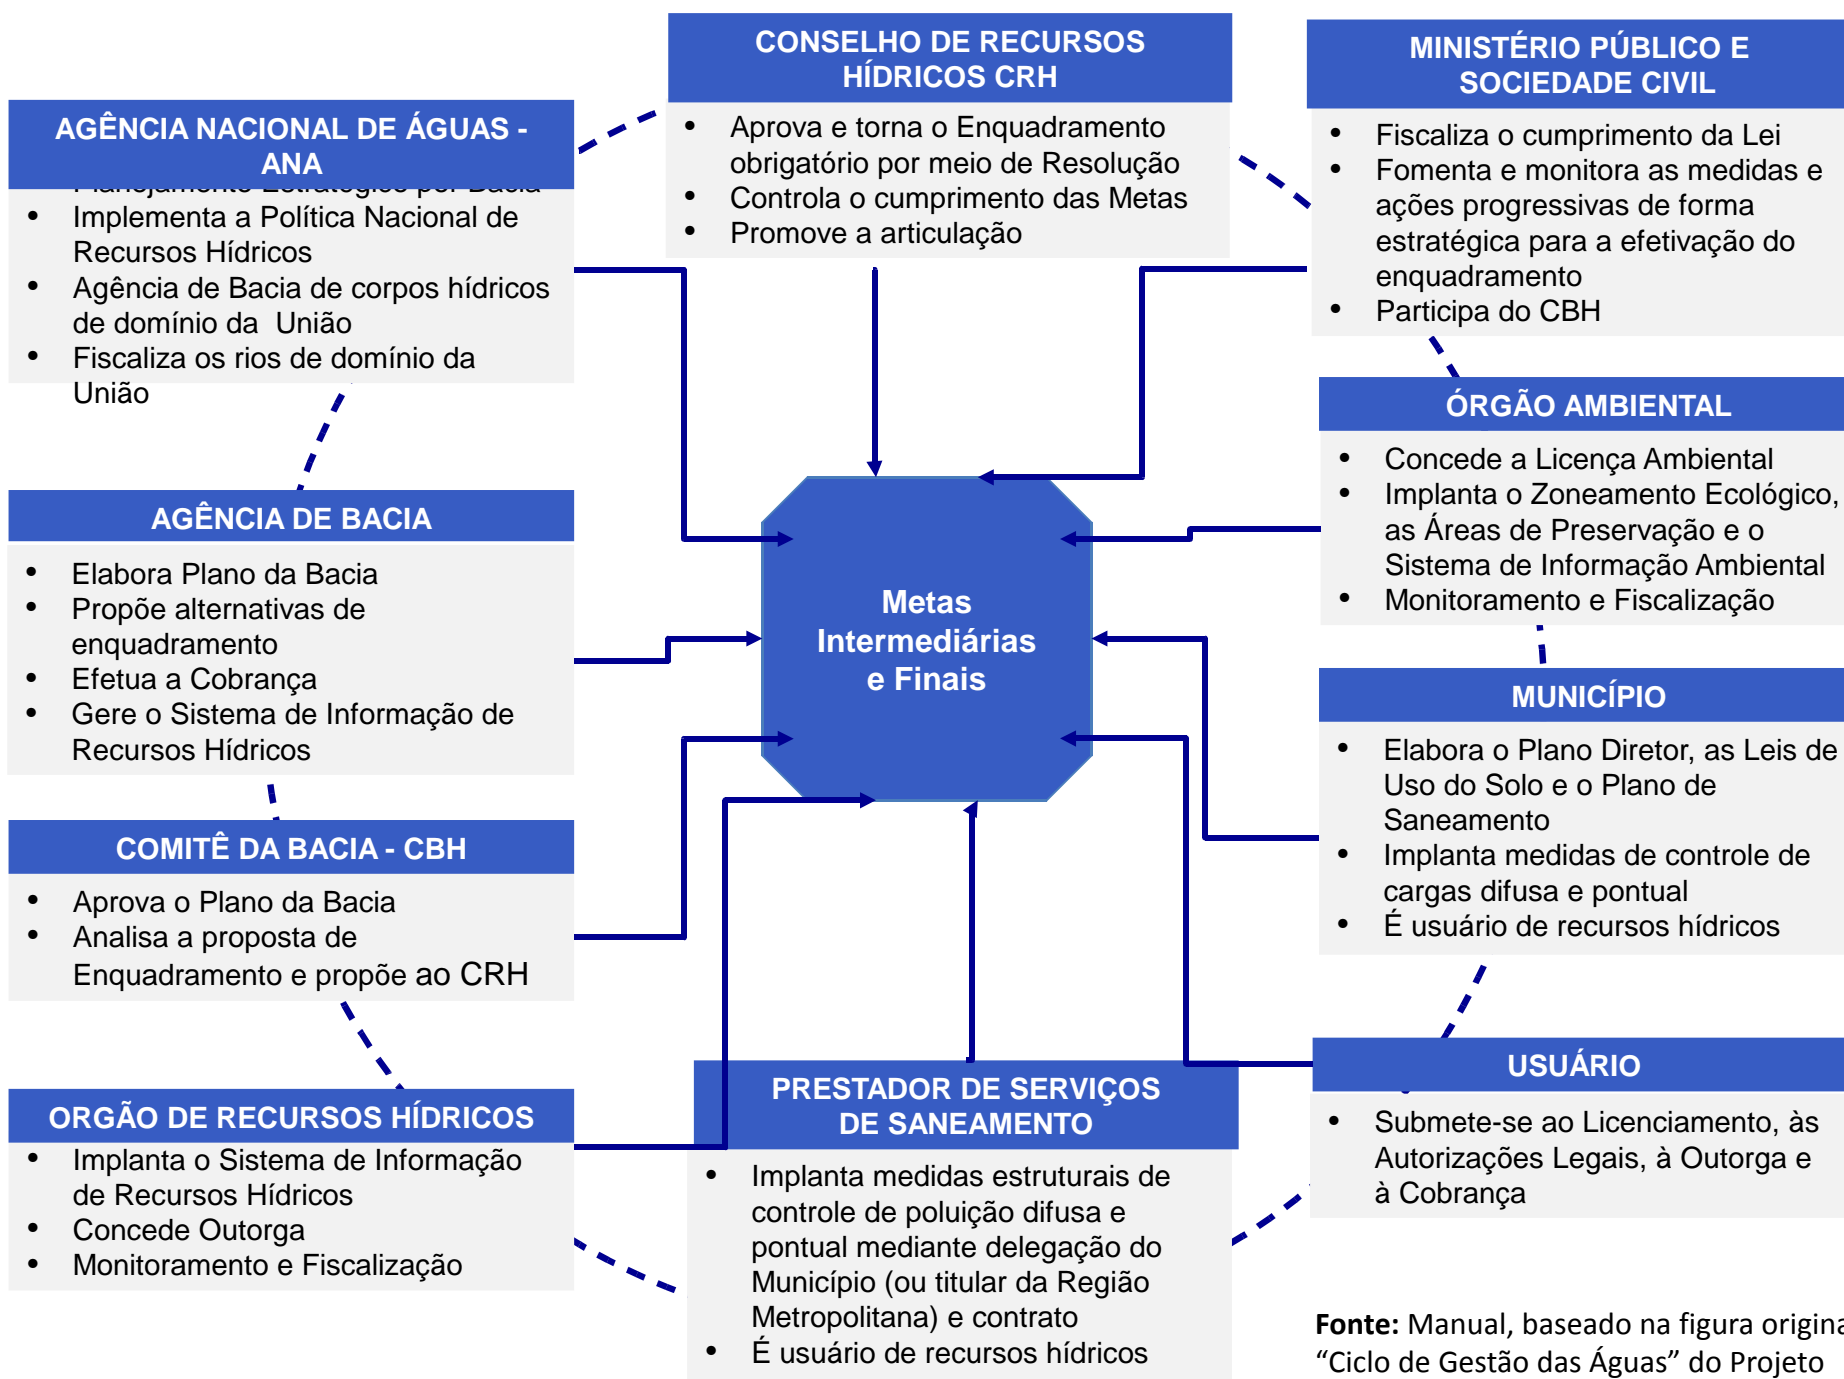 CONSELHO DE RECURSOS
HÍDRICOS CRH
• Aprova e torna o Enquadramento
obrigatório por meio de Resolução
• Controla o cumprimento das Metas
• Promove a articulação
MINISTÉRIO PÚBLICO E
SOCIEDADE CIVIL
• Fiscaliza o cumprimento da Lei
• Fomenta e monitora as medidas e
ações progressivas de forma
estratégica para a efetivação do
enquadramento
• Participa do CBH
AGÊNCIA NACIONAL DE ÁGUAS -
ANA
Planejamento Estratégico por Bacia
• Implementa a Política Nacional de
Recursos Hídricos
• Agência de Bacia de corpos hídricos
de domínio da União
• Fiscaliza os rios de domínio da
União
ÓRGÃO AMBIENTAL
• Concede a Licença Ambiental
• Implanta o Zoneamento Ecológico,
as Áreas de Preservação e o
Sistema de Informação Ambiental
• Monitoramento e Fiscalização
AGÊNCIA DE BACIA
• Elabora Plano da Bacia
• Propõe alternativas de
enquadramento
• Efetua a Cobrança
• Gere o Sistema de Informação de
Recursos Hídricos
Metas
Intermediárias
e Finais
MUNICÍPIO
• Elabora o Plano Diretor, as Leis de
Uso do Solo e o Plano de
Saneamento
• Implanta medidas de controle de
cargas difusa e pontual
• É usuário de recursos hídricos
COMITÊ DA BACIA - CBH
• Aprova o Plano da Bacia
• Analisa a proposta de
Enquadramento e propõe ao CRH
USUÁRIO
• Submete-se ao Licenciamento, às
Autorizações Legais, à Outorga e
à Cobrança
ORGÃO DE RECURSOS HÍDRICOS
• Implanta o Sistema de Informação
de Recursos Hídricos
• Concede Outorga
• Monitoramento e Fiscalização
PRESTADOR DE SERVIÇOS
DE SANEAMENTO
• Implanta medidas estruturais de
controle de poluição difusa e
pontual mediante delegação do
Município (ou titular da Região
Metropolitana) e contrato
• É usuário de recursos hídricos
Fonte: Manual, baseado na figura origina
“Ciclo de Gestão das Águas” do Projeto